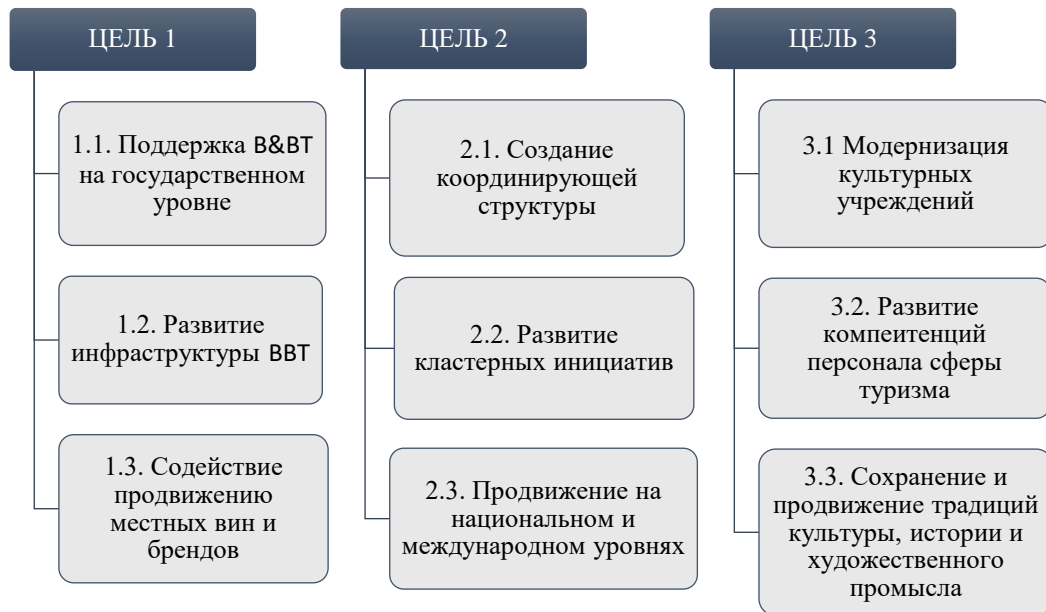 ЦЕЛЬ 1
1.1. Поддержка B&BT
на государственном
уровне
1.2. Развитие
инфраструктуры BBT
1.3. Содействие
продвижению
местных вин и
брендов
ЦЕЛЬ 2
2.1. Создание
координирующей
структуры
2.2. Развитие
кластерных инициатив
2.3. Продвижение на
национальном и
международном уровнях
ЦЕЛЬ 3
3.1 Модернизация
культурных
учреждений
3.2. Развитие
компеитенций
персонала сферы
туризма
3.3. Сохранение и
продвижение традиций
культуры, истории и
художественного
промысла